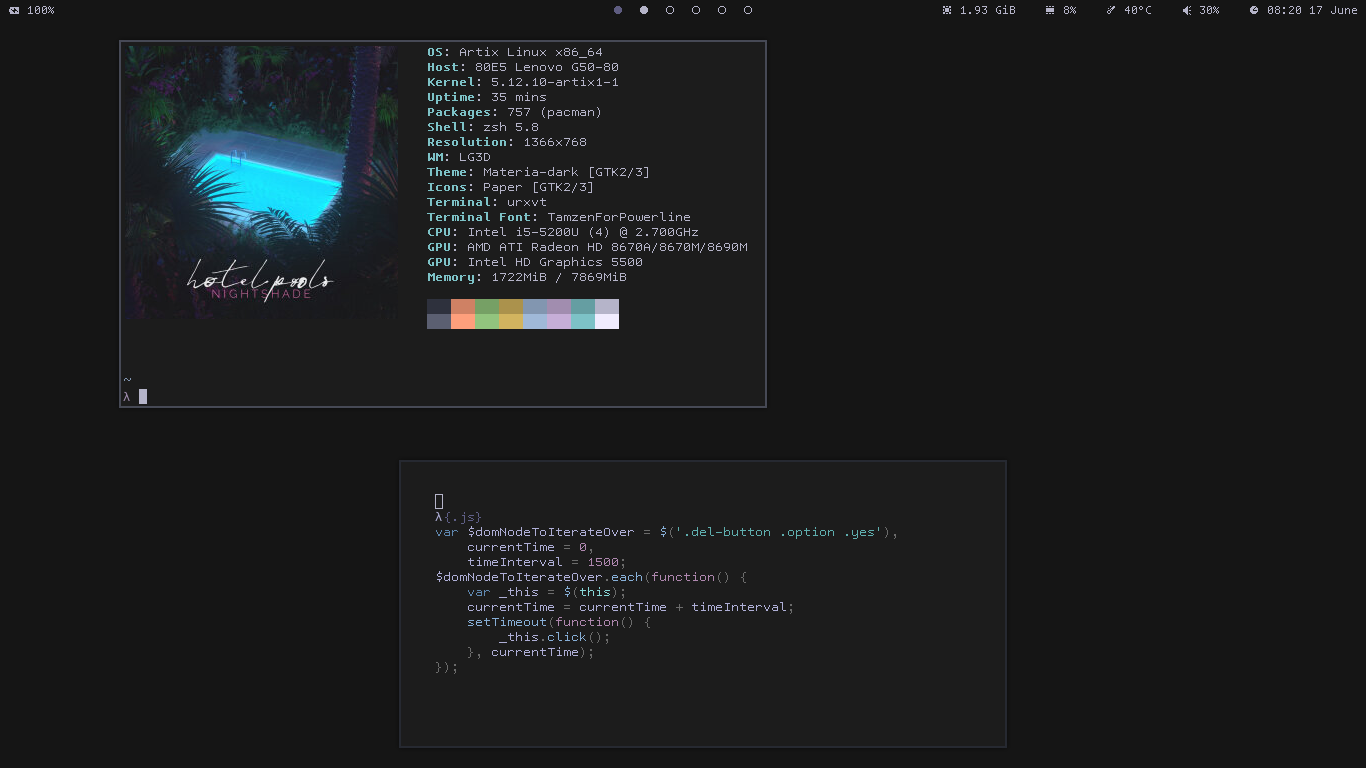 100%
1.93 GiB 8% 40°C 30% 08:20 17 June
hotel pools
NIGHTSHADE
OS: Artix Linux x86_64
Host: 80E5 Lenovo G50-80
Kernel: 5.12.10-artix1-1
Uptime: 35 mins
Packages: 757 (pacman)
Shell: zsh 5.8
Resolution: 1366x768
WM: LG3D
Theme: Materia-dark [GTK2/3]
Icons: Paper [GTK2/3]
Terminal: urxvt
Terminal Font: TamzenForPowerline
CPU: Intel i5-5200U (4) @ 2.700GHz
GPU: AMD ATI Radeon HD 8670A/8670M/8690M
GPU: Intel HD Graphics 5500
Memory: 1722MiB / 7869MiB
~
λ
λ{.js}
var $domNodeToIterateOver = $('.del-button .option .yes'),
    currentTime = 0,
    timeInterval = 1500;
$domNodeToIterateOver.each(function() {
    var _this = $(this);
    currentTime = currentTime + timeInterval;
    setTimeout(function() {
        _this.click();
    }, currentTime);
});